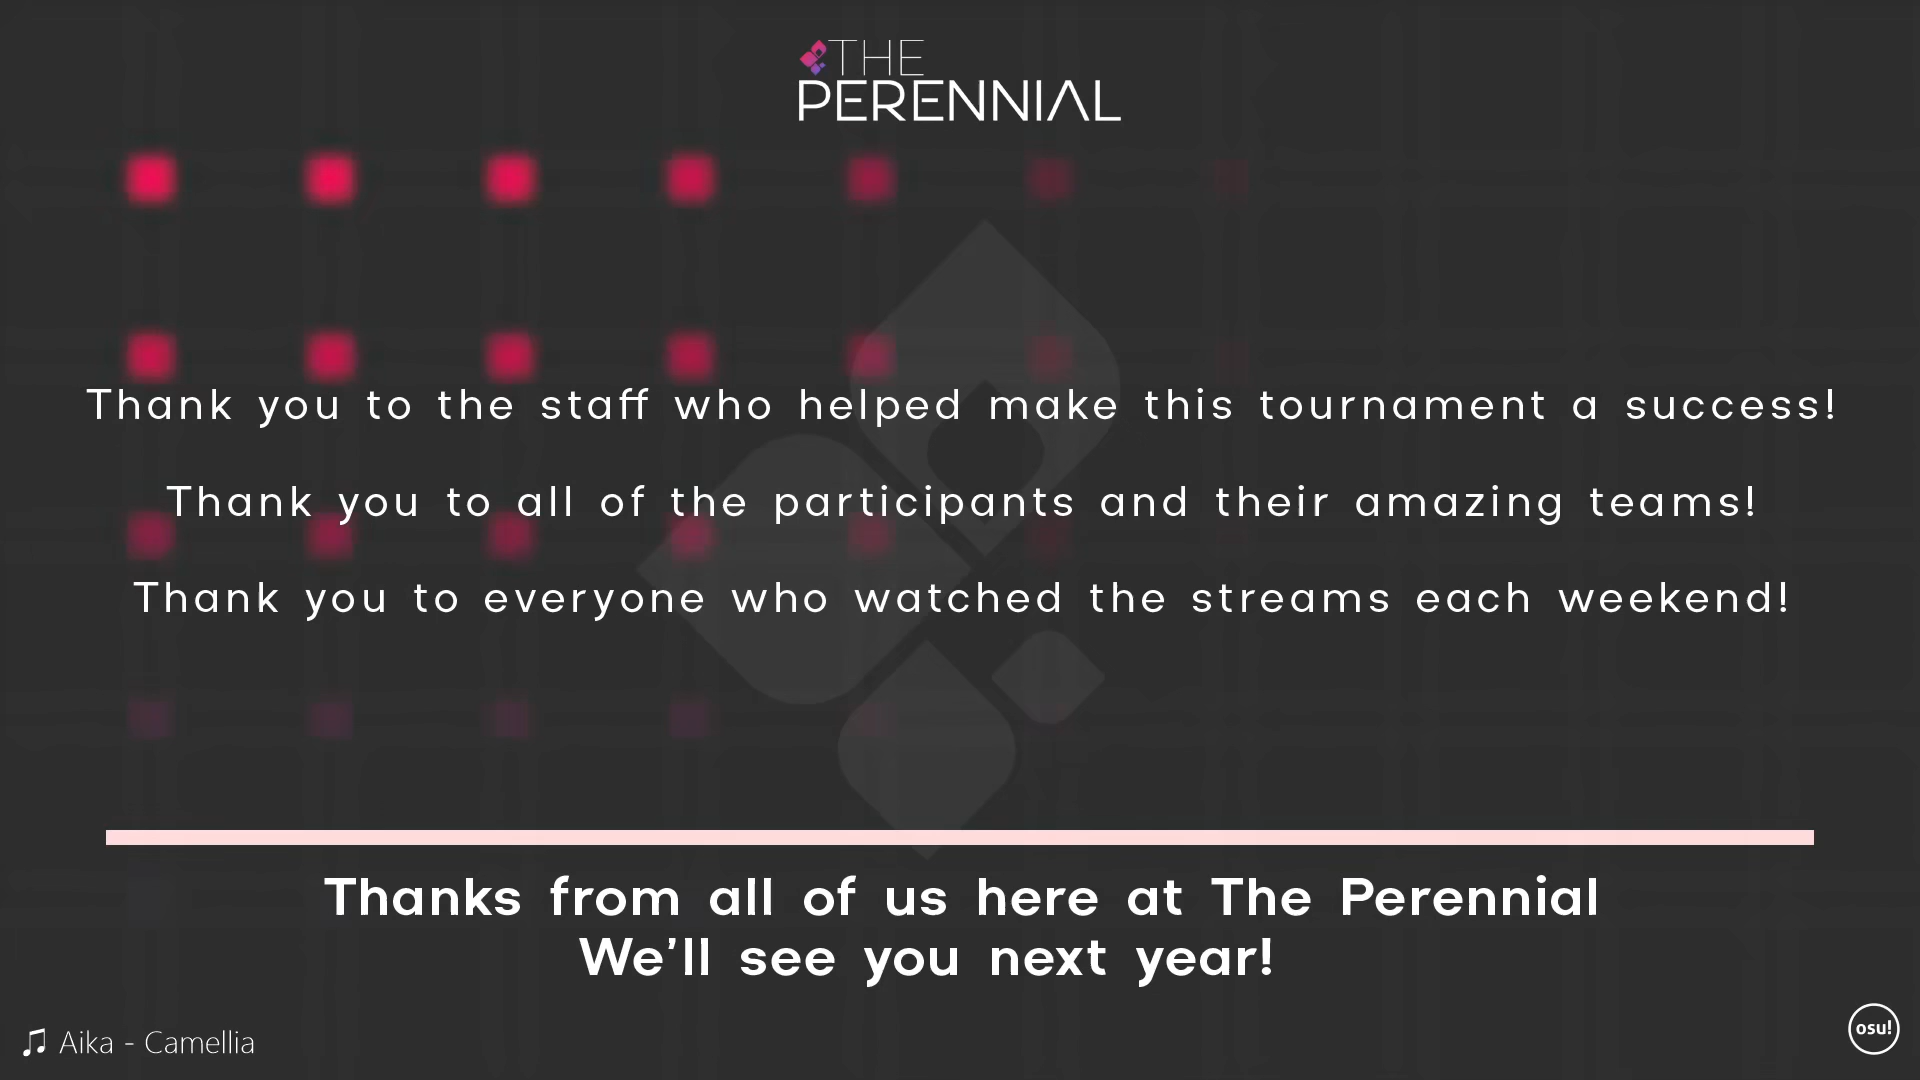 THE
PERENNIAL
Thank you to the staff who helped make this tournament a success!
Thank you to all of the participants and their amazing teams!
Thank you to everyone who watched the streams each weekend!
Thanks from all of us here at The Perennial
We'll see you next year!
♫ Aika - Camellia
osu!